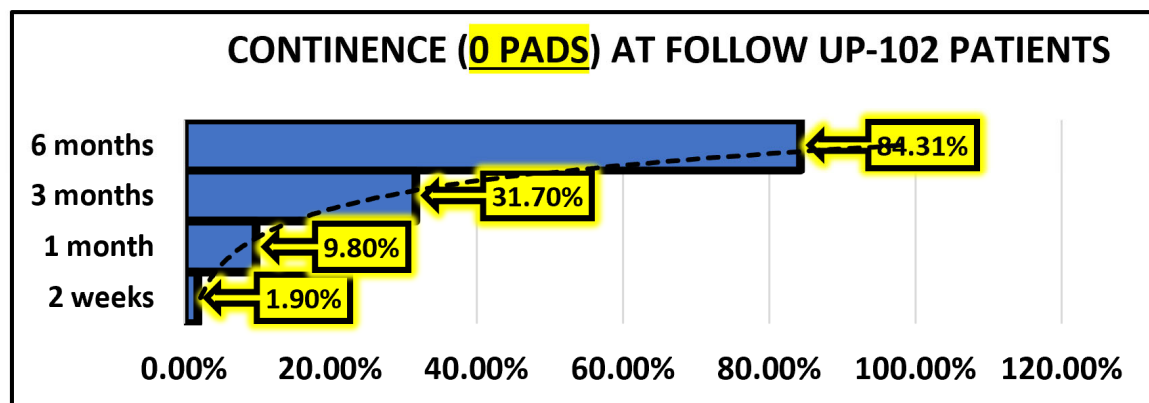 CONTINENCE (0 PADS) AT FOLLOW UP-102 PATIENTS
6 months
84.31%
3 months
31.70%
1 month
9.80%
2 weeks
1.90%
0.00% 20.00% 40.00% 60.00% 80.00% 100.00% 120.00%